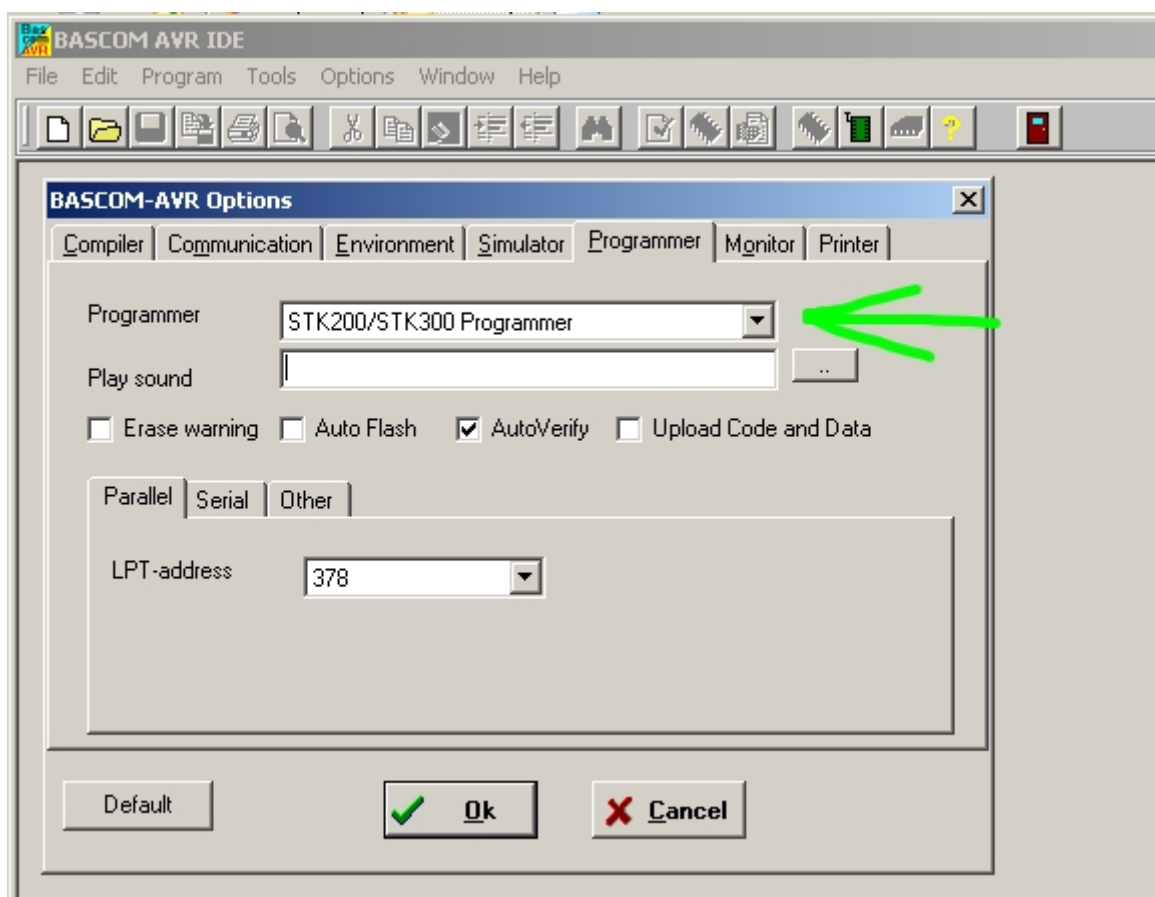 BASCOM AVR IDE
File Edit Program Tools Options Window Help
BASCOM-AVR Options
Compiler Communication Environment Simulator Programmer Monitor Printer
Programmer STK200/STK300 Programmer
Play sound ..
Erase warning Auto Flash AutoVerify Upload Code and Data
Parallel Serial Other
LPT-address 378
Default Ok Cancel